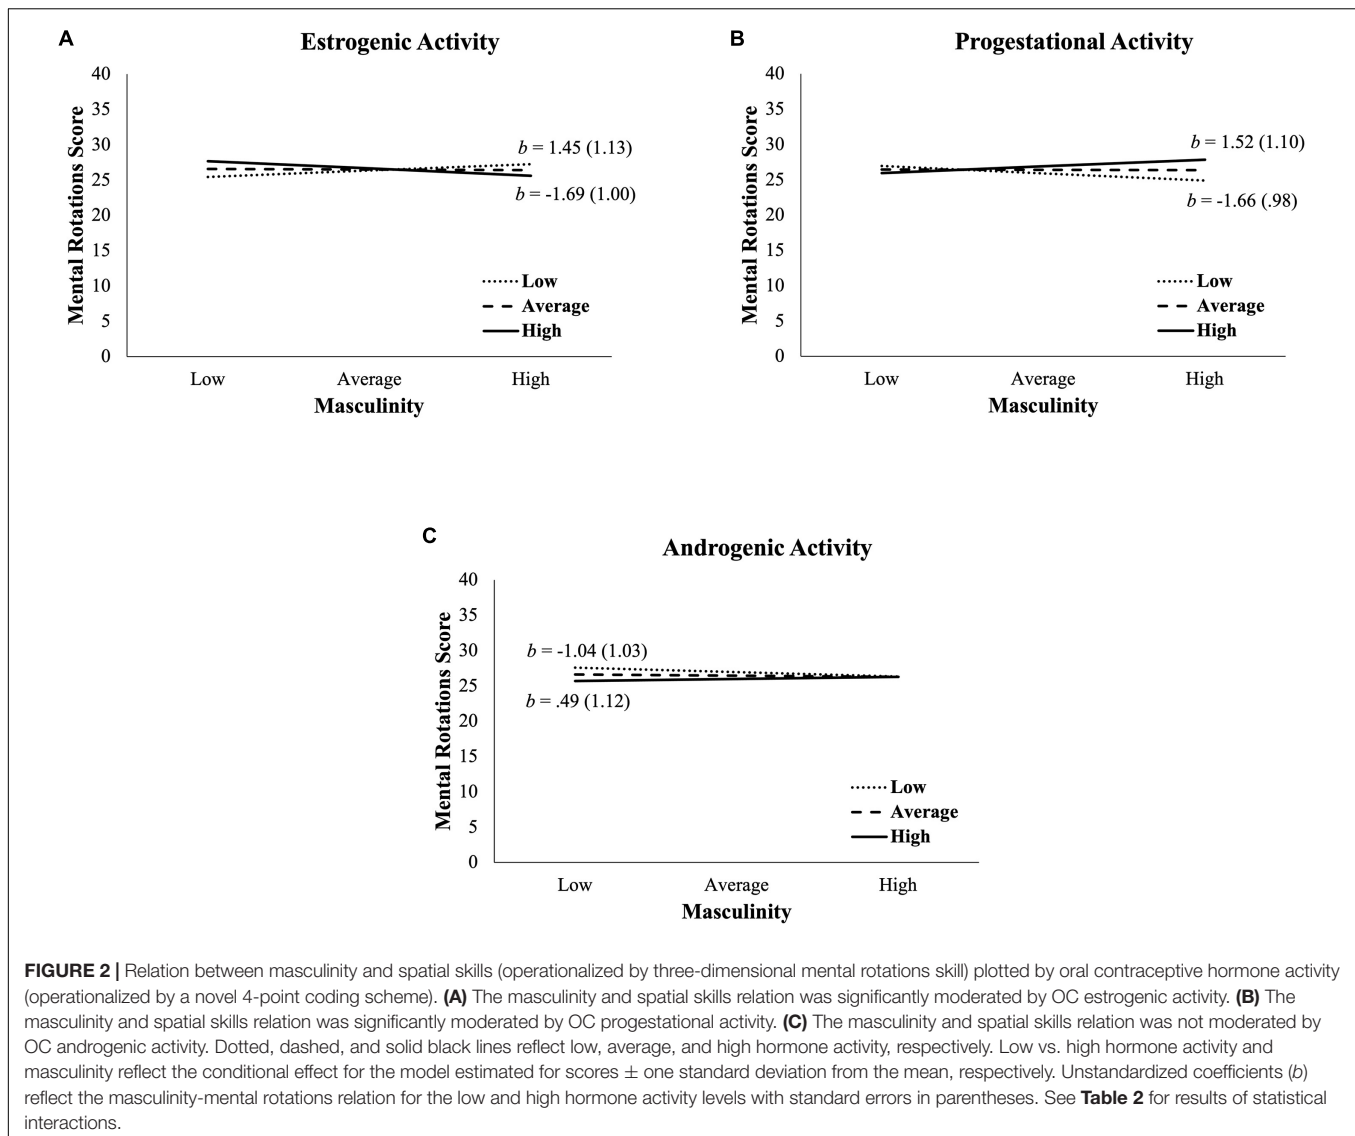 A
Estrogenic Activity
Mental Rotations Score
40
35
30
25
20
15
10
5
0
b = 1.45 (1.13)
b = -1.69 (1.00)
Low
Average
High
Low
Average
High
Masculinity
B
Progestational Activity
Mental Rotations Score
40
35
30
25
20
15
10
5
0
b = 1.52 (1.10)
b = -1.66 (.98)
Low
Average
High
Low
Average
High
Masculinity
C
Androgenic Activity
Mental Rotations Score
40
35
30
25
20
15
10
5
0
b = -1.04 (1.03)
b = .49 (1.12)
Low
Average
High
Low
Average
High
Masculinity
FIGURE 2 | Relation between masculinity and spatial skills (operationalized by three-dimensional mental rotations skill) plotted by oral contraceptive hormone activity
(operationalized by a novel 4-point coding scheme). (A) The masculinity and spatial skills relation was significantly moderated by OC estrogenic activity. (B) The
masculinity and spatial skills relation was significantly moderated by OC progestational activity. (C) The masculinity and spatial skills relation was not moderated by
OC androgenic activity. Dotted, dashed, and solid black lines reflect low, average, and high hormone activity, respectively. Low vs. high hormone activity and
masculinity reflect the conditional effect for the model estimated for scores ± one standard deviation from the mean, respectively. Unstandardized coefficients (b)
reflect the masculinity-mental rotations relation for the low and high hormone activity levels with standard errors in parentheses. See Table 2 for results of statistical
interactions.